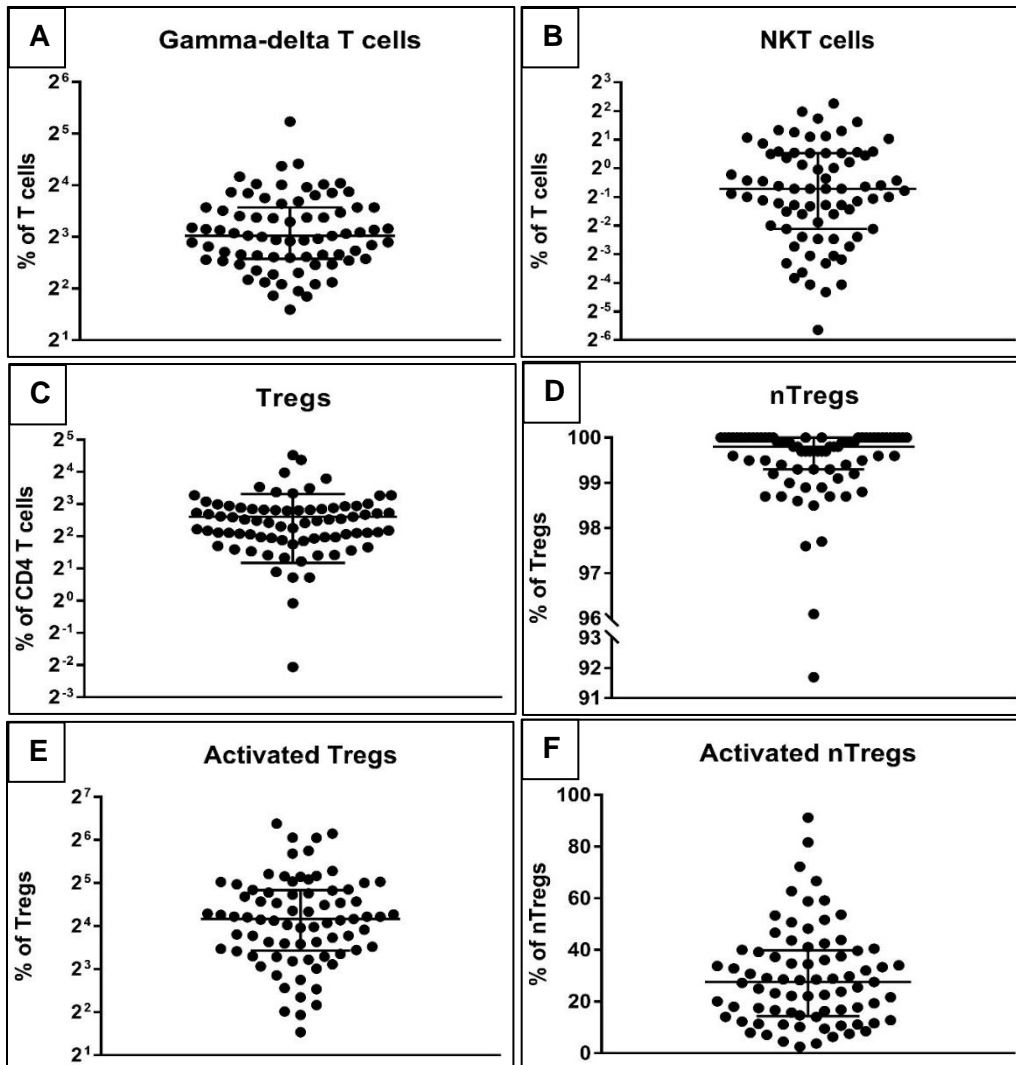 A
Gamma-delta T cells
% of T cells
2⁶
2⁵
2⁴
2³
2²
2¹
B
NKT cells
% of T cells
2³
2²
2¹
2⁰
2⁻¹
2⁻²
2⁻³
2⁻⁴
2⁻⁵
2⁻⁶
C
Tregs
% of CD4 T cells
2⁵
2⁴
2³
2²
2¹
2⁰
2⁻¹
2⁻²
2⁻³
D
nTregs
% of Tregs
100
99
98
97
96
93
92
91
E
Activated Tregs
% of Tregs
2⁷
2⁶
2⁵
2⁴
2³
2²
2¹
F
Activated nTregs
% of nTregs
100
80
60
40
20
0